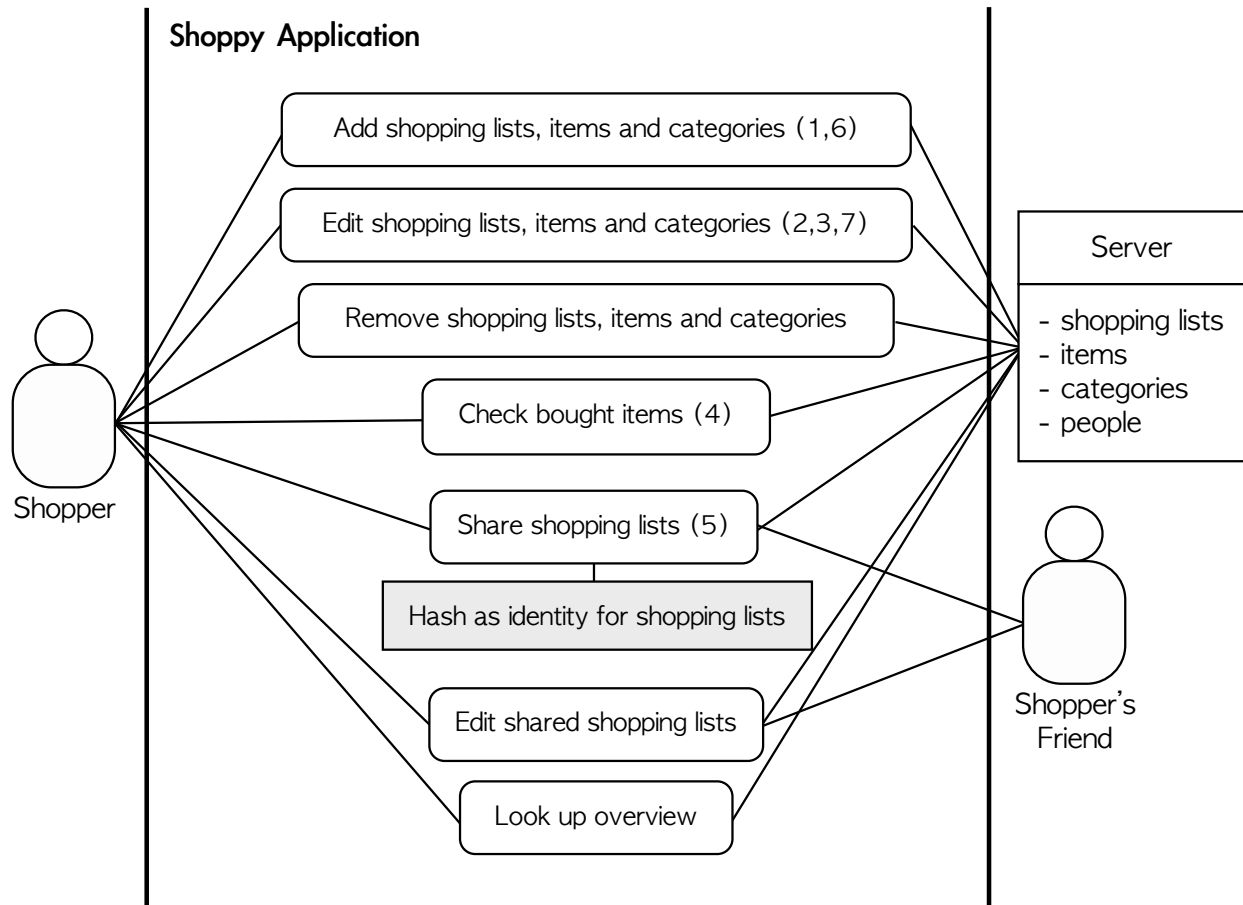 Shoppy Application
Add shopping lists, items and categories (1,6)
Edit shopping lists, items and categories (2,3,7)
Remove shopping lists, items and categories
Check bought items (4)
Share shopping lists (5)
Hash as identity for shopping lists
Edit shared shopping lists
Look up overview
Shopper
Server
- shopping lists
- items
- categories
- people
Shopper's
Friend